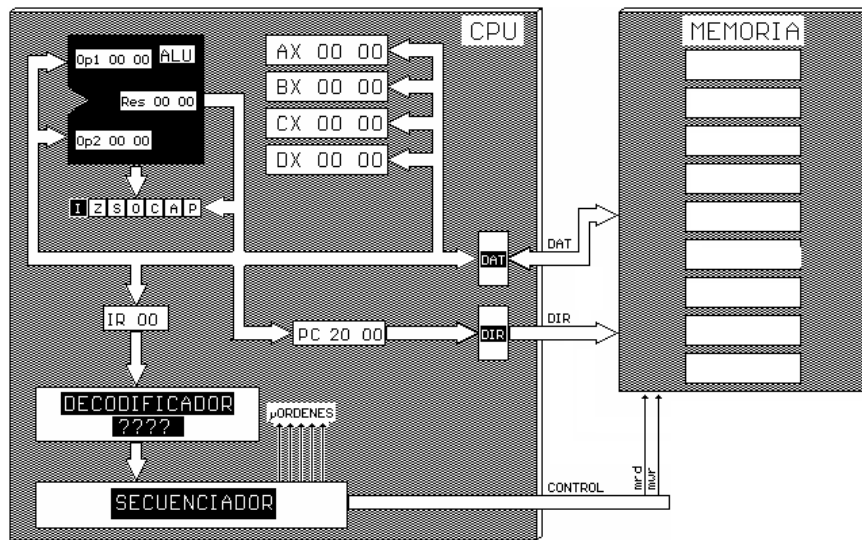 CPU
MEMORIA
ALU
Op1 00 00
Res 00 00
Op2 00 00
AX 00 00
BX 00 00
CX 00 00
DX 00 00
I Z S O C A P
DAT
DAT
IR 00
PC 20 00
DIR
DIR
DECODIFICADOR
????
µORDENES
SECUENCIADOR
CONTROL
mrd
mwr